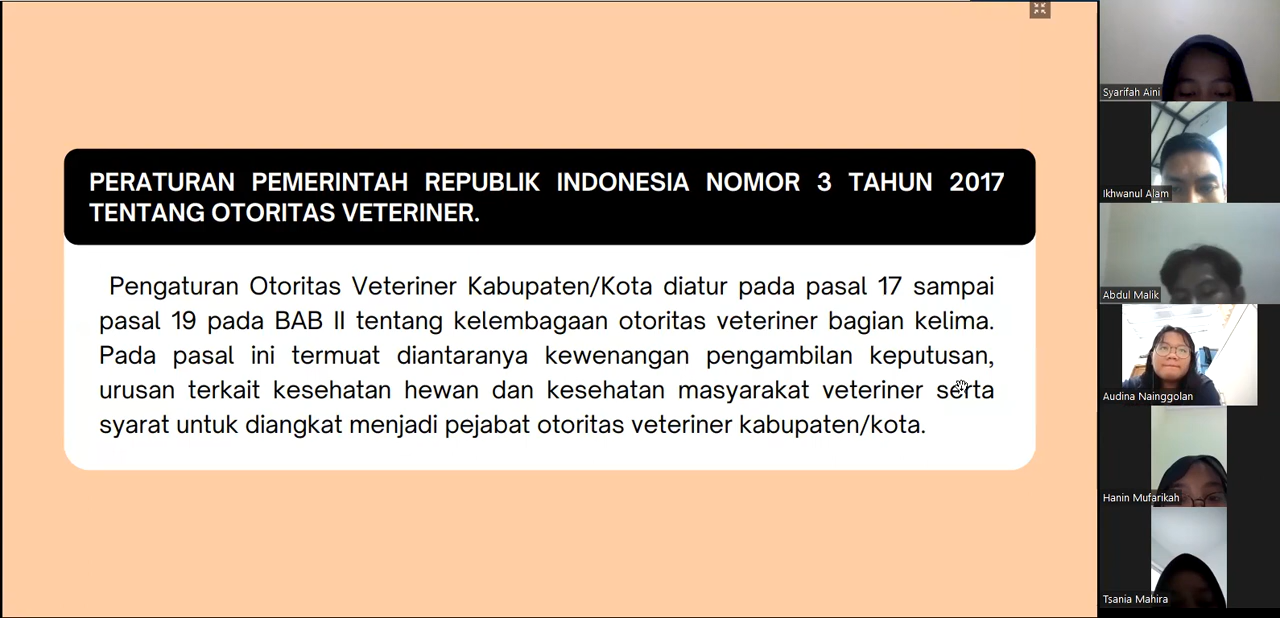 PERATURAN PEMERINTAH REPUBLIK INDONESIA NOMOR 3 TAHUN 2017
TENTANG OTORITAS VETERINER.
Pengaturan Otoritas Veteriner Kabupaten/Kota diatur pada pasal 17 sampai
pasal 19 pada BAB II tentang kelembagaan otoritas veteriner bagian kelima.
Pada pasal ini termuat diantaranya kewenangan pengambilan keputusan,
urusan terkait kesehatan hewan dan kesehatan masyarakat veteriner serta
syarat untuk diangkat menjadi pejabat otoritas veteriner kabupaten/kota.
Syarifah Aini
Ikhwanul Alam
Abdul Malik
Audina Nainggolan
Hanin Mufarikah
Tsania Mahira